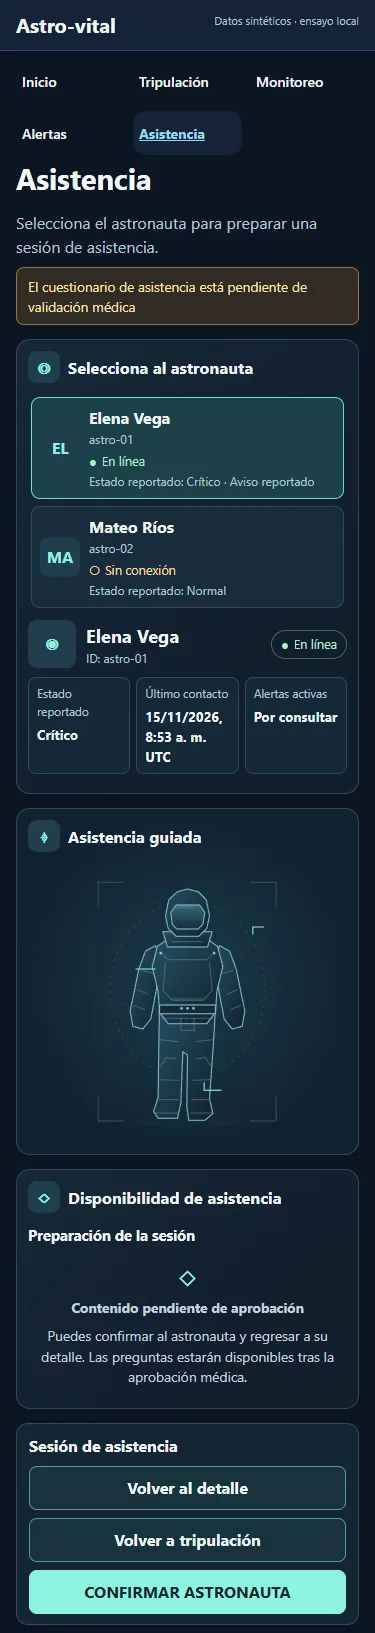 Astro-vital
Datos sintéticos · ensayo local
Inicio
Tripulación
Monitoreo
Alertas
Asistencia
Asistencia
Selecciona el astronauta para preparar una
sesión de asistencia.
El cuestionario de asistencia está pendiente de
validación médica
Selecciona al astronauta
EL
Elena Vega
astro-01
● En línea
Estado reportado: Crítico · Aviso reportado
MA
Mateo Ríos
astro-02
○ Sin conexión
Estado reportado: Normal
Elena Vega
ID: astro-01
● En línea
Estado
reportado
Crítico
Último contacto
15/11/2026,
8:53 a. m.
UTC
Alertas activas
Por consultar
Asistencia guiada
Disponibilidad de asistencia
Preparación de la sesión
Contenido pendiente de aprobación
Puedes confirmar al astronauta y regresar a su
detalle. Las preguntas estarán disponibles tras la
aprobación médica.
Sesión de asistencia
Volver al detalle
Volver a tripulación
CONFIRMAR ASTRONAUTA